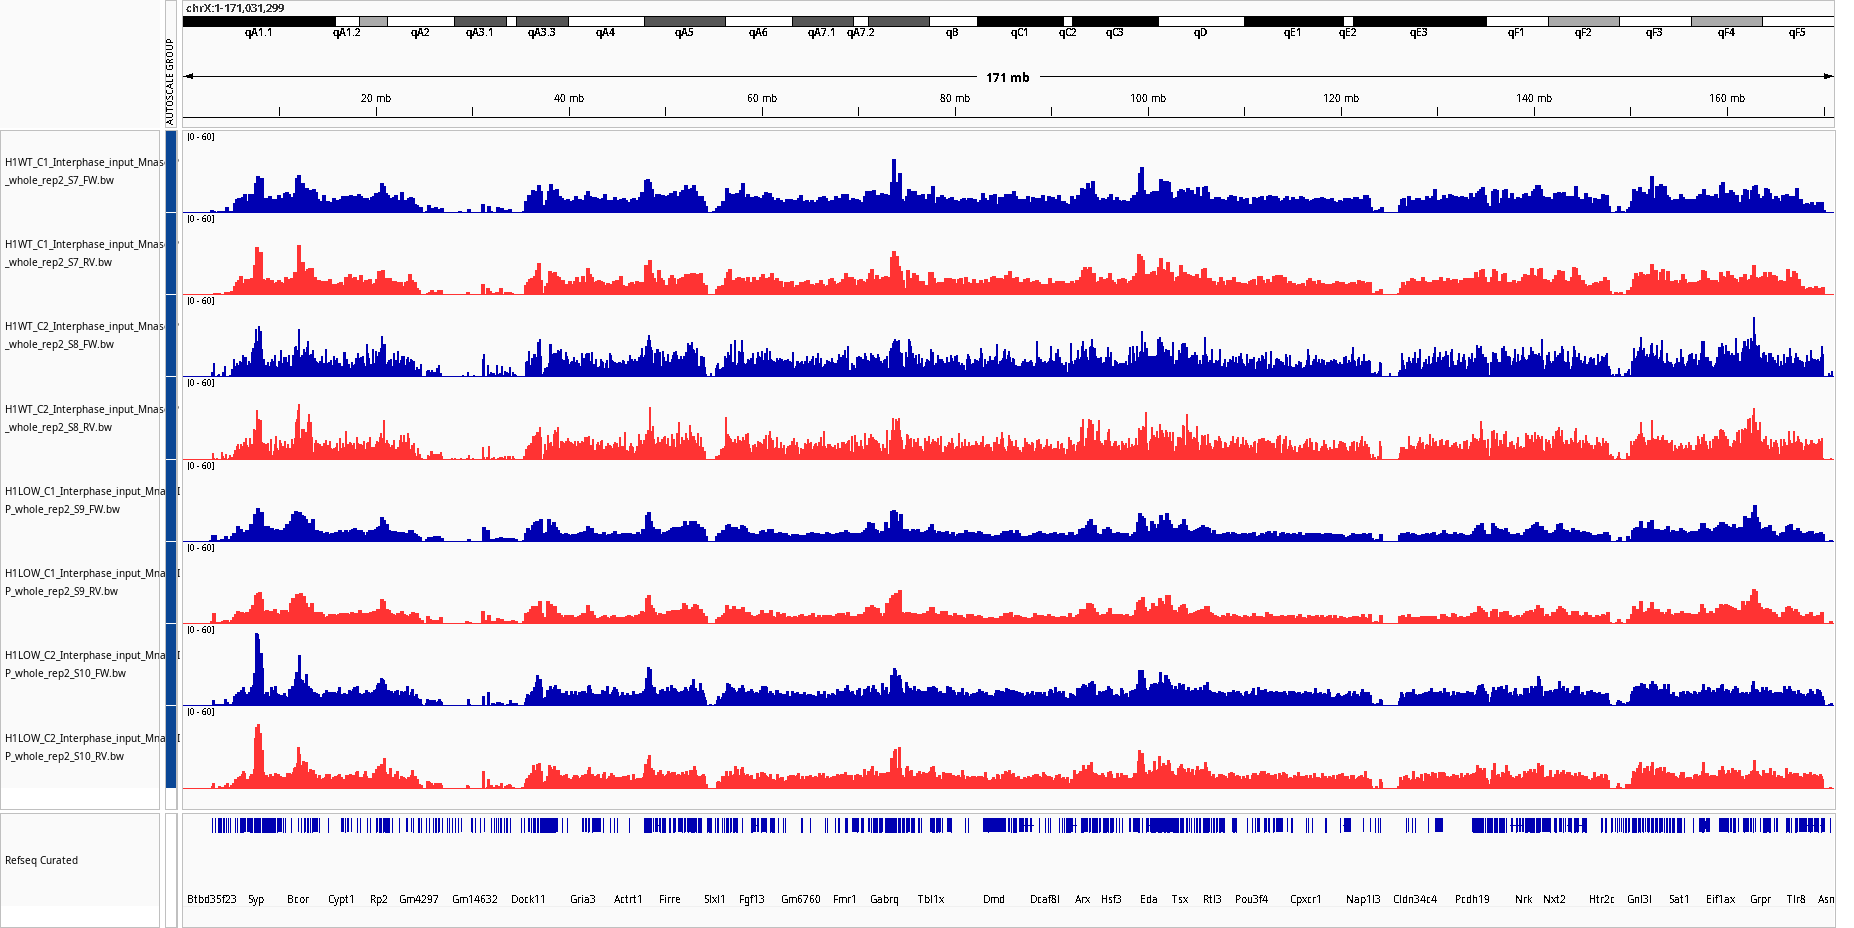 chrX:1-171,031,299
AUTOSCALE GROUP
qA1.1 qA1.2 qA2 qA3.1 qA3.3 qA4 qA5 qA6 qA7.1 qA7.2 qB qC1 qC2 qC3 qD qE1 qE2 qE3 qF1 qF2 qF3 qF4 qF5
171 mb
20 mb 40 mb 60 mb 80 mb 100 mb 120 mb 140 mb 160 mb
[0 - 60]
H1WT_C1_Interphase_input_Mnase
_whole_rep2_S7_FW.bw
[0 - 60]
H1WT_C1_Interphase_input_Mnase
_whole_rep2_S7_RV.bw
[0 - 60]
H1WT_C2_Interphase_input_Mnase
_whole_rep2_S8_FW.bw
[0 - 60]
H1WT_C2_Interphase_input_Mnase
_whole_rep2_S8_RV.bw
[0 - 60]
H1LOW_C1_Interphase_input_Mna
P_whole_rep2_S9_FW.bw
[0 - 60]
H1LOW_C1_Interphase_input_Mna
P_whole_rep2_S9_RV.bw
[0 - 60]
H1LOW_C2_Interphase_input_Mna
P_whole_rep2_S10_FW.bw
[0 - 60]
H1LOW_C2_Interphase_input_Mna
P_whole_rep2_S10_RV.bw
Refseq Curated
Btbd35f23 Syp Bcor Cypt1 Rp2 Gm4297 Gm14632 Dock11 Gria3 Actrt1 Firre Slxl1 Fgf13 Gm6760 Fmr1 Gabrq Tbl1x Dmd Dcaf8l Arx Hsf3 Eda Tsx Rtl3 Pou3f4 Cpxcr1 Nap1l3 Cldn34c4 Pcdh19 Nrk Nxt2 Htr2c Gnl3l Sat1 Eif1ax Grpr Tlr8 Asn